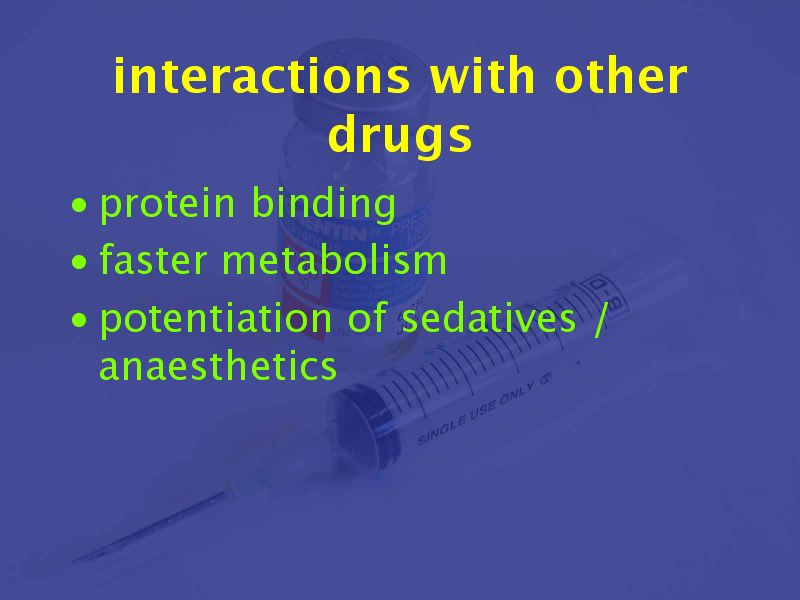 interactions with other
drugs
• protein binding
• faster metabolism
• potentiation of sedatives /
anaesthetics
SINGLE USE ONLY